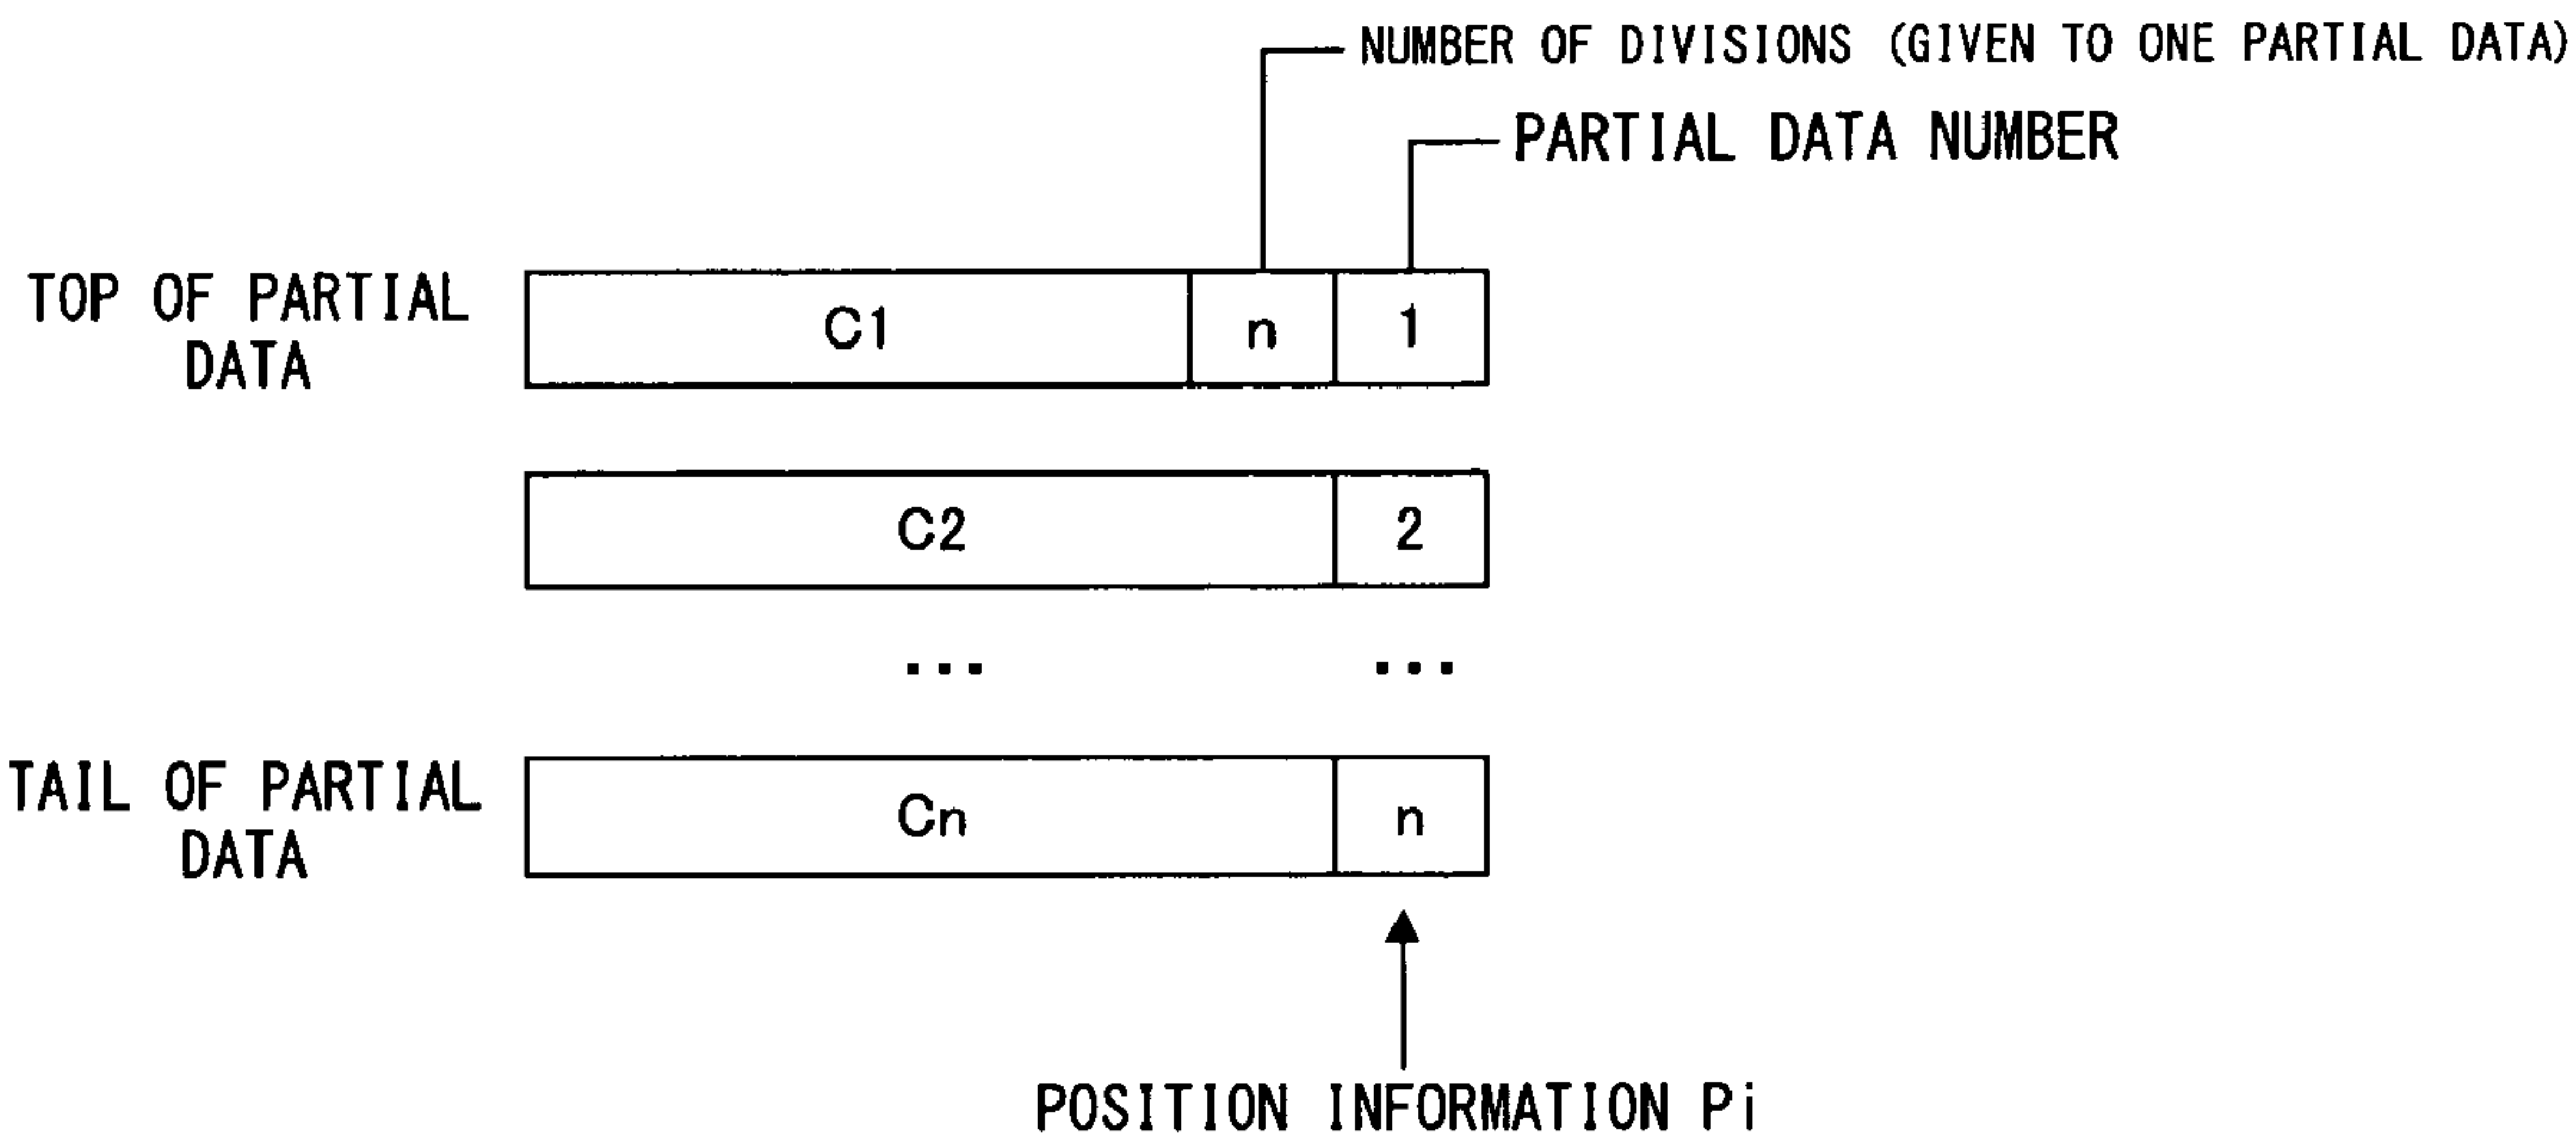 NUMBER OF DIVISIONS (GIVEN TO ONE PARTIAL DATA)
PARTIAL DATA NUMBER
TOP OF PARTIAL
DATA
C1 n 1
C2 2
... ...
TAIL OF PARTIAL
DATA
Cn n
POSITION INFORMATION Pi